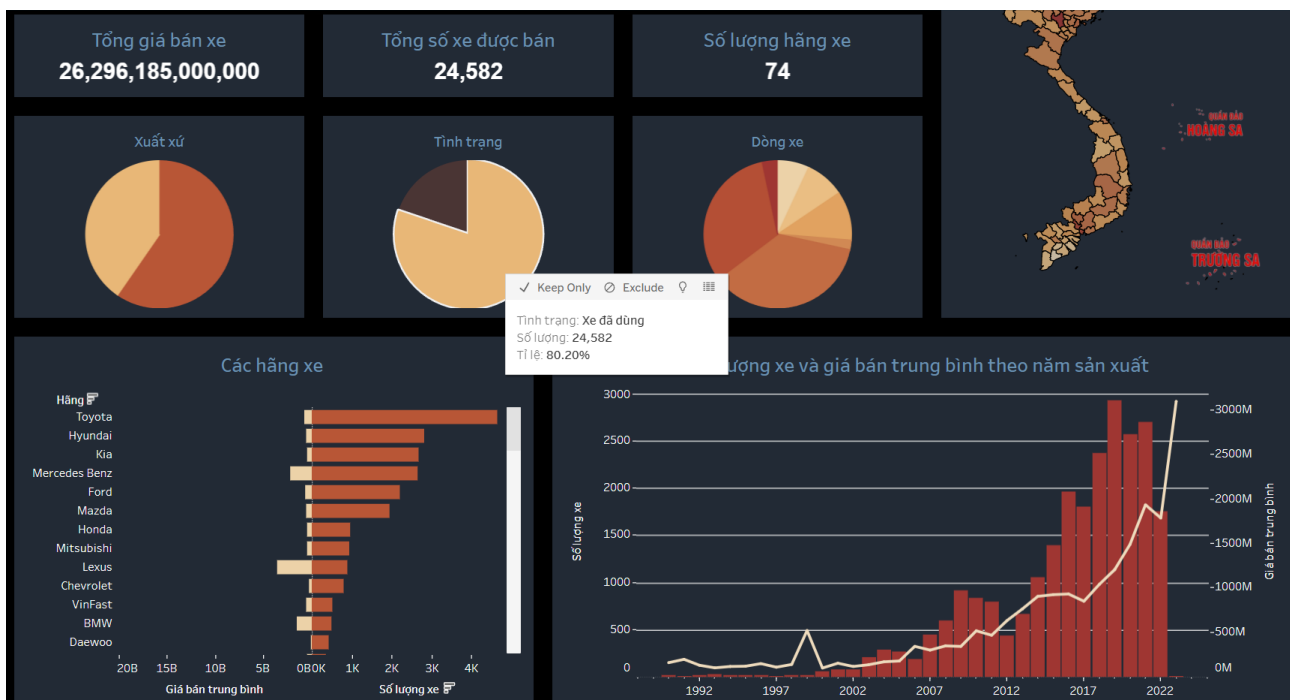 Tổng giá bán xe
26,296,185,000,000
Tổng số xe được bán
24,582
Số lượng hãng xe
74
Xuất xứ
Tình trạng
Dòng xe
QUẦN ĐẢO
HOÀNG SA
QUẦN ĐẢO
TRƯỜNG SA
Keep Only
Exclude
Tình trạng: Xe đã dùng
Số lượng: 24,582
Tỉ lệ: 80.20%
Các hãng xe
Hãng
Toyota
Hyundai
Kia
Mercedes Benz
Ford
Mazda
Honda
Mitsubishi
Lexus
Chevrolet
VinFast
BMW
Daewoo
20B 15B 10B 5B 0B 0K 1K 2K 3K 4K
Giá bán trung bình
Số lượng xe
lượng xe và giá bán trung bình theo năm sản xuất
Số lượng xe
3000
2500
2000
1500
1000
500
0
3000M
2500M
2000M
1500M
1000M
500M
0M
Giá bán trung bình
1992 1997 2002 2007 2012 2017 2022